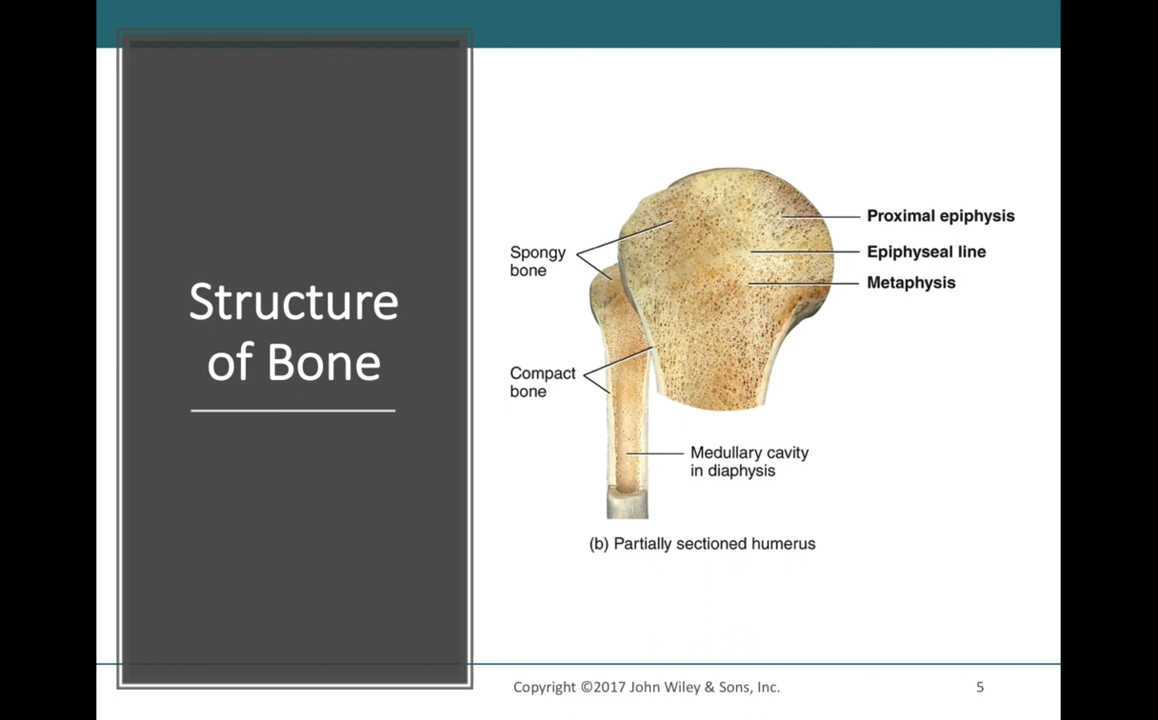 Structure
of Bone
Spongy
bone
Compact
bone
Proximal epiphysis
Epiphyseal line
Metaphysis
Medullary cavity
in diaphysis
(b) Partially sectioned humerus
Copyright ©2017 John Wiley & Sons, Inc.
5